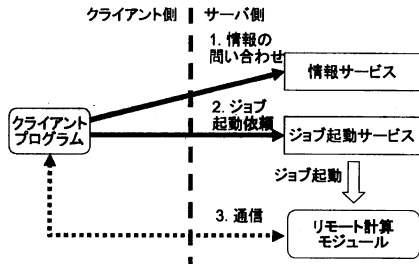 クライアント側
サーバ側
1. 情報の
問い合わせ
情報サービス
2. ジョブ
起動依頼
クライアント
プログラム
ジョブ起動サービス
ジョブ起動
3. 通信
リモート計算
モジュール